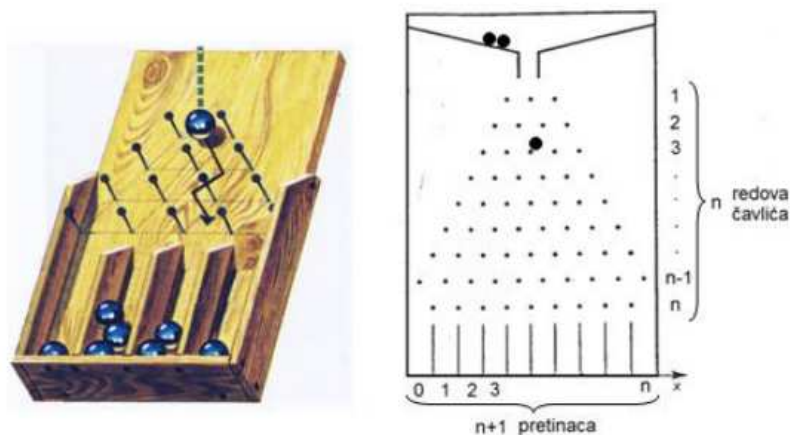 1
2
3
.
.
.
n-1
n
n redova
čavlića
0 1 2 3 n x
n+1 pretinaca